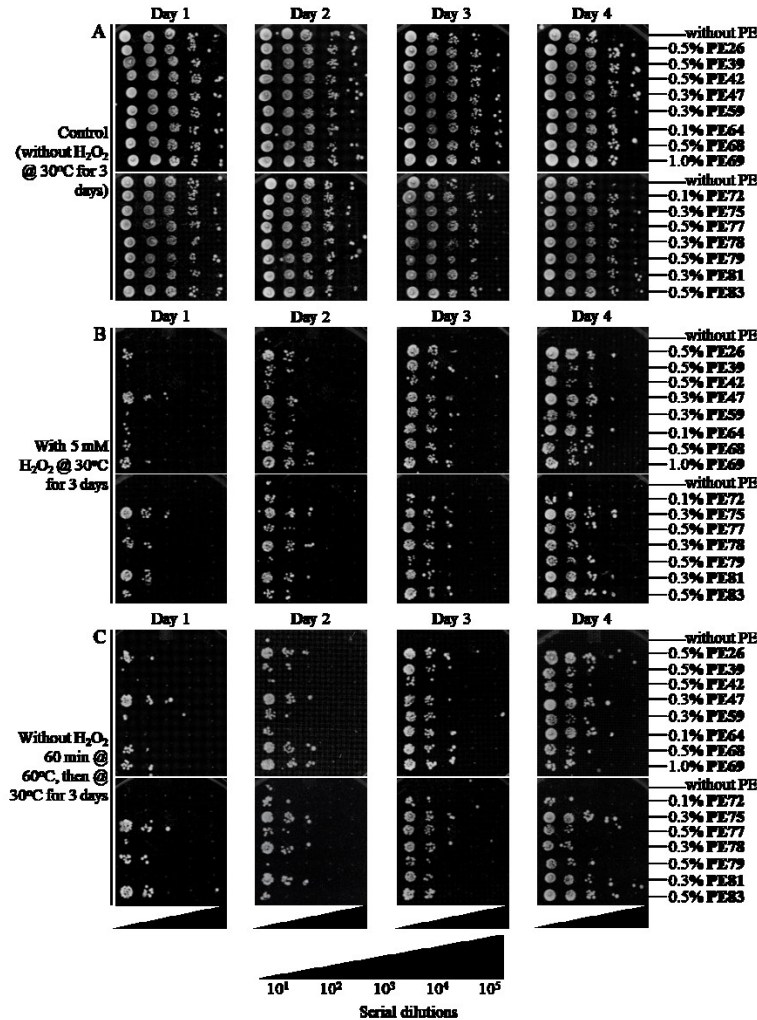 Day 1 Day 2 Day 3 Day 4
A
without PE
0.5% PE26
0.5% PE39
0.5% PE42
0.3% PE47
0.3% PE59
0.1% PE64
0.5% PE68
1.0% PE69
Control
(without H₂O₂
@ 30°C for 3
days)
without PE
0.1% PE72
0.3% PE75
0.5% PE77
0.3% PE78
0.5% PE79
0.3% PE81
0.5% PE83
Day 1 Day 2 Day 3 Day 4
B
without PE
0.5% PE26
0.5% PE39
0.5% PE42
0.3% PE47
0.3% PE59
0.1% PE64
0.5% PE68
1.0% PE69
With 5 mM
H₂O₂ @ 30°C
for 3 days
without PE
0.1% PE72
0.3% PE75
0.5% PE77
0.3% PE78
0.5% PE79
0.3% PE81
0.5% PE83
Day 1 Day 2 Day 3 Day 4
C
without PE
0.5% PE26
0.5% PE39
0.5% PE42
0.3% PE47
0.3% PE59
0.1% PE64
0.5% PE68
1.0% PE69
Without H₂O₂
60 min @
60°C, then @
30°C for 3 days
without PE
0.1% PE72
0.3% PE75
0.5% PE77
0.3% PE78
0.5% PE79
0.3% PE81
0.5% PE83
10¹ 10² 10³ 10⁴ 10⁵
Serial dilutions